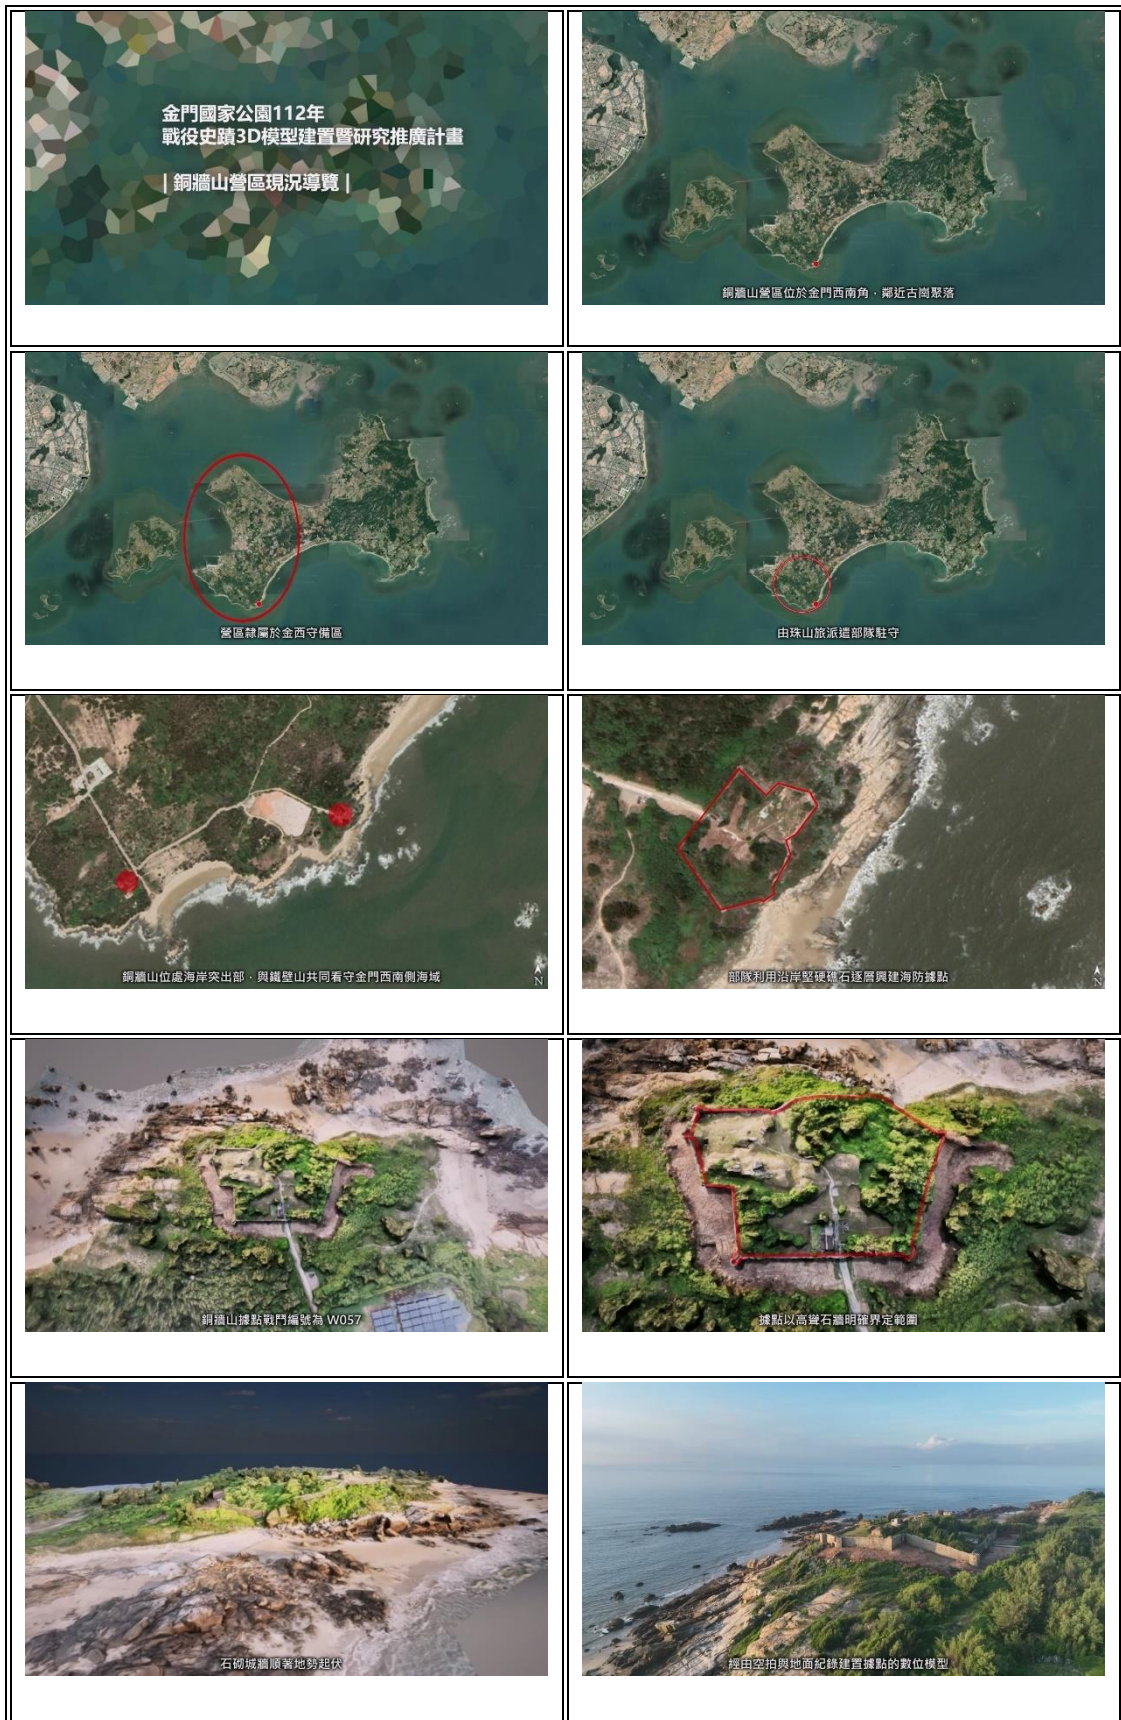 金門國家公園112年
戰役史蹟3D模型建置暨研究推廣計畫
| 銅牆山營區現況導覽 |
銅牆山營區位於金門西南角，鄰近古崗聚落
營區隸屬於金西守備區
由珠山旅派遣部隊駐守
銅牆山位處海岸突出部，與鐵壁山共同看守金門西南側海域
N
部隊利用沿岸堅硬礁石逐層興建海防據點
N
銅牆山據點戰鬥編號為 W057
據點以高聳石牆明確界定範圍
石砌城牆順著地勢起伏
經由空拍與地面紀錄建置據點的數位模型